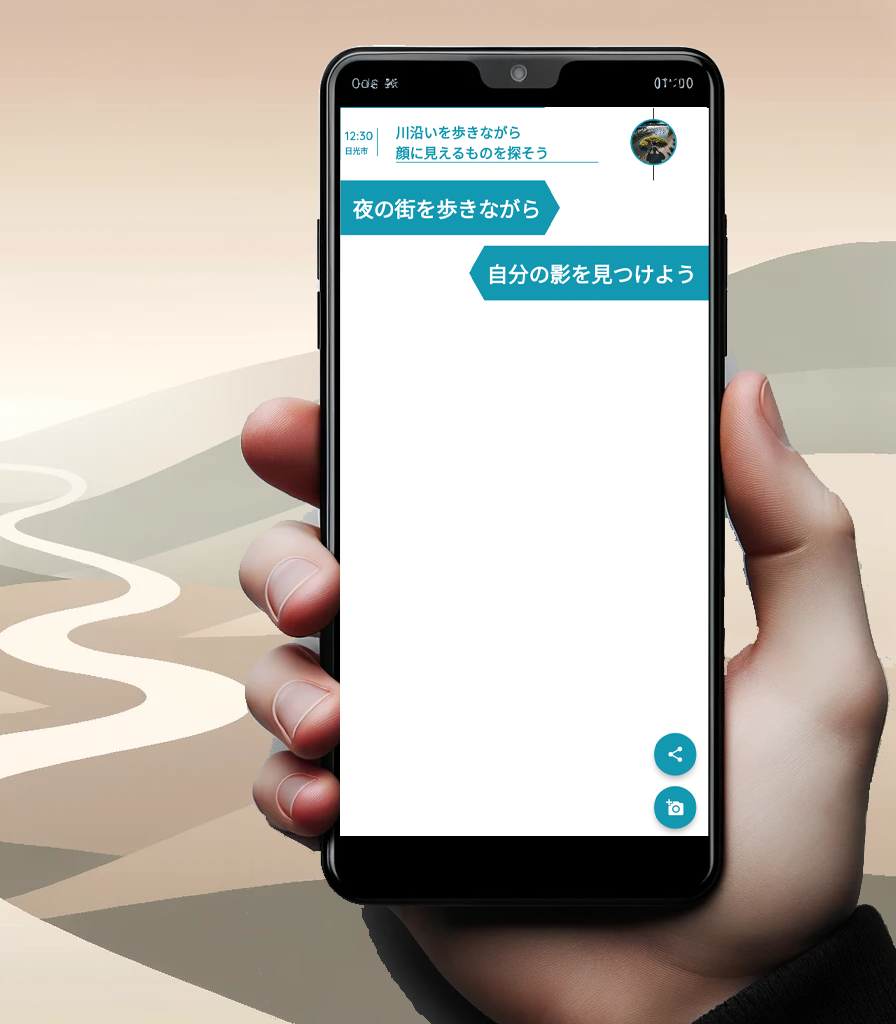 12:30
日光市
川沿いを歩きながら
顔に見えるものを探そう
夜の街を歩きながら
自分の影を見つけよう